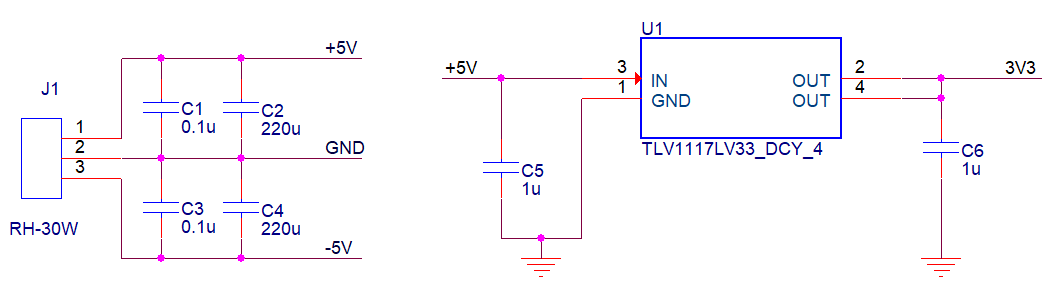 J1
1
2
3
RH-30W
+5V
C1
0.1u
C2
220u
GND
C3
0.1u
C4
220u
-5V
U1
+5V
3
IN
1
GND
OUT
2
OUT
4
3V3
TLV1117LV33_DCY_4
C5
1u
C6
1u